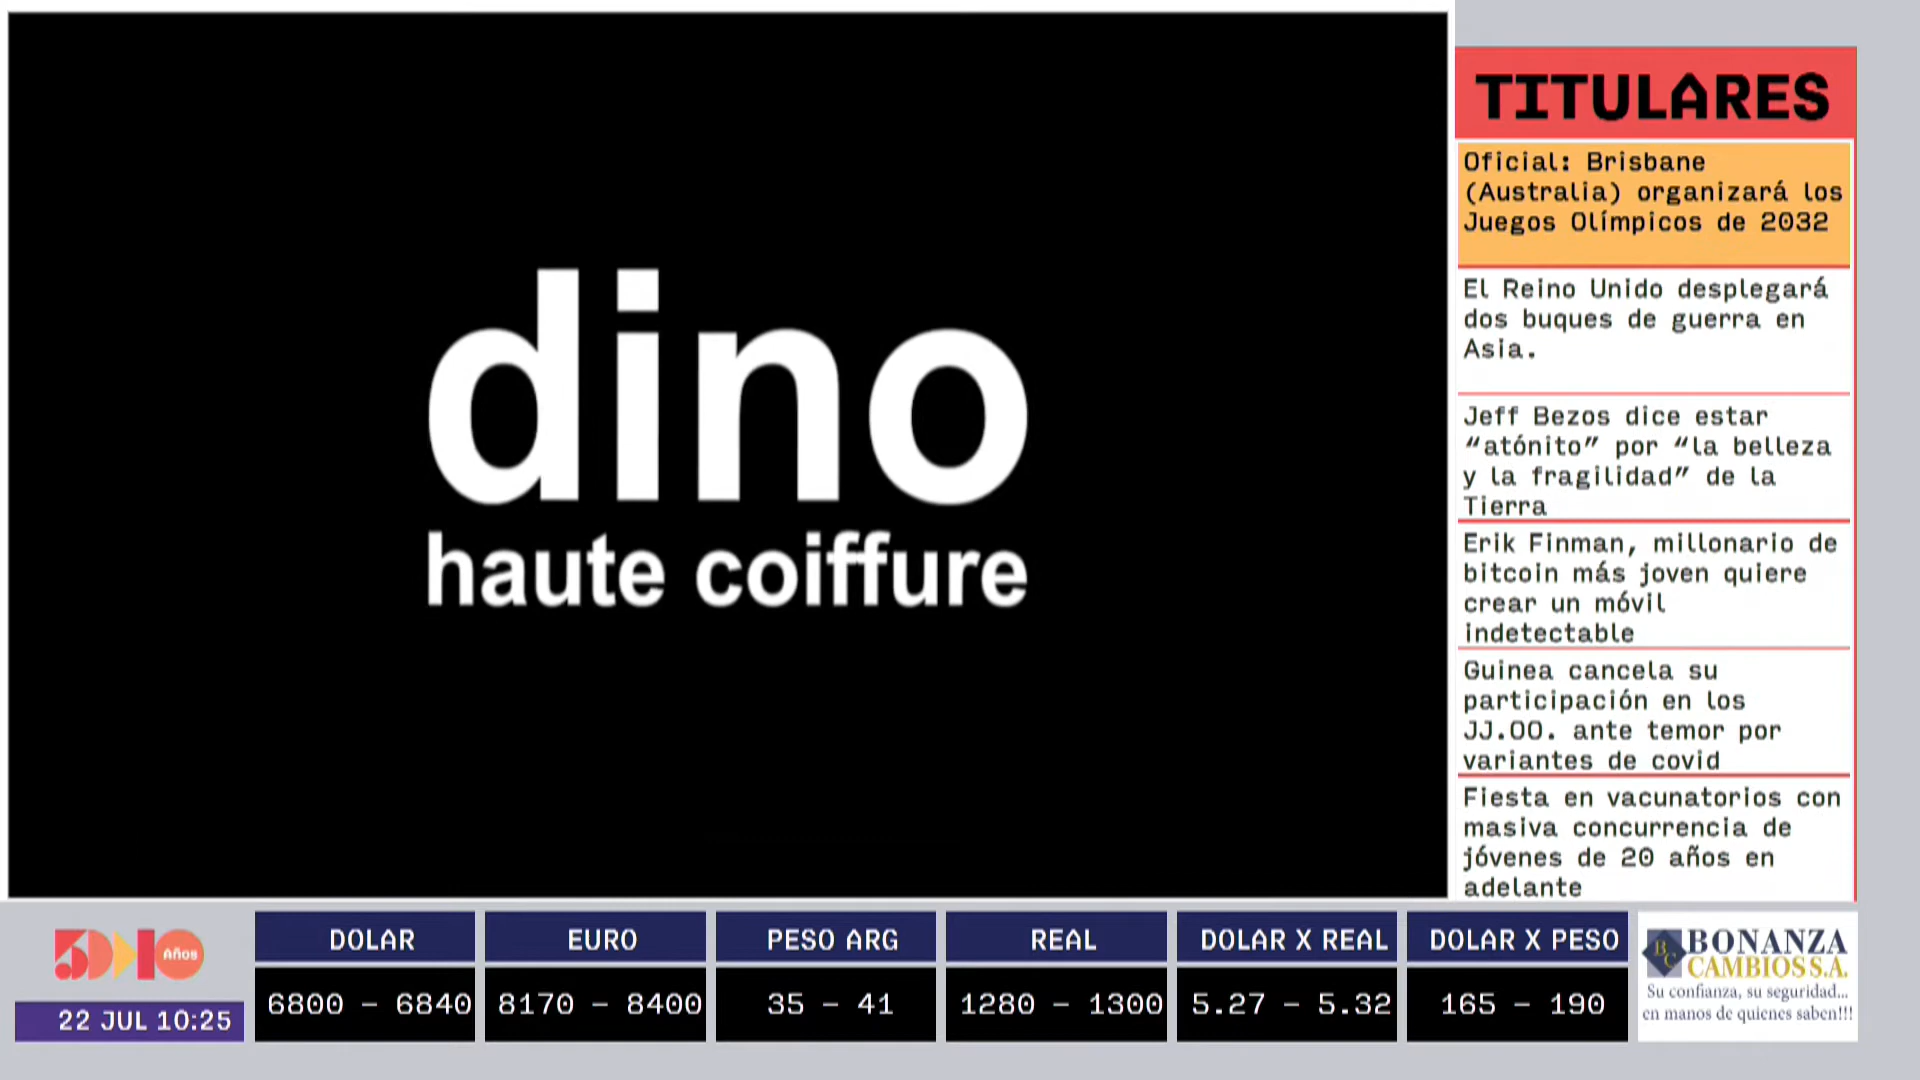 dino
haute coiffure
TITULARES
Oficial: Brisbane
(Australia) organizará los
Juegos Olímpicos de 2032
El Reino Unido desplegará
dos buques de guerra en
Asia.
Jeff Bezos dice estar
“atónito” por “la belleza
y la fragilidad” de la
Tierra
Erik Finman, millonario de
bitcoin más joven quiere
crear un móvil
indetectable
Guinea cancela su
participación en los
JJ.OO. ante temor por
variantes de covid
Fiesta en vacunatorios con
masiva concurrencia de
jóvenes de 20 años en
adelante
Años
22 JUL 10:25
DOLAR
6800 – 6840
EURO
8170 – 8400
PESO ARG
35 – 41
REAL
1280 – 1300
DOLAR X REAL
5.27 – 5.32
DOLAR X PESO
165 – 190
BC
BONANZA
CAMBIOS S.A.
Su confianza, su seguridad...
en manos de quienes saben!!!